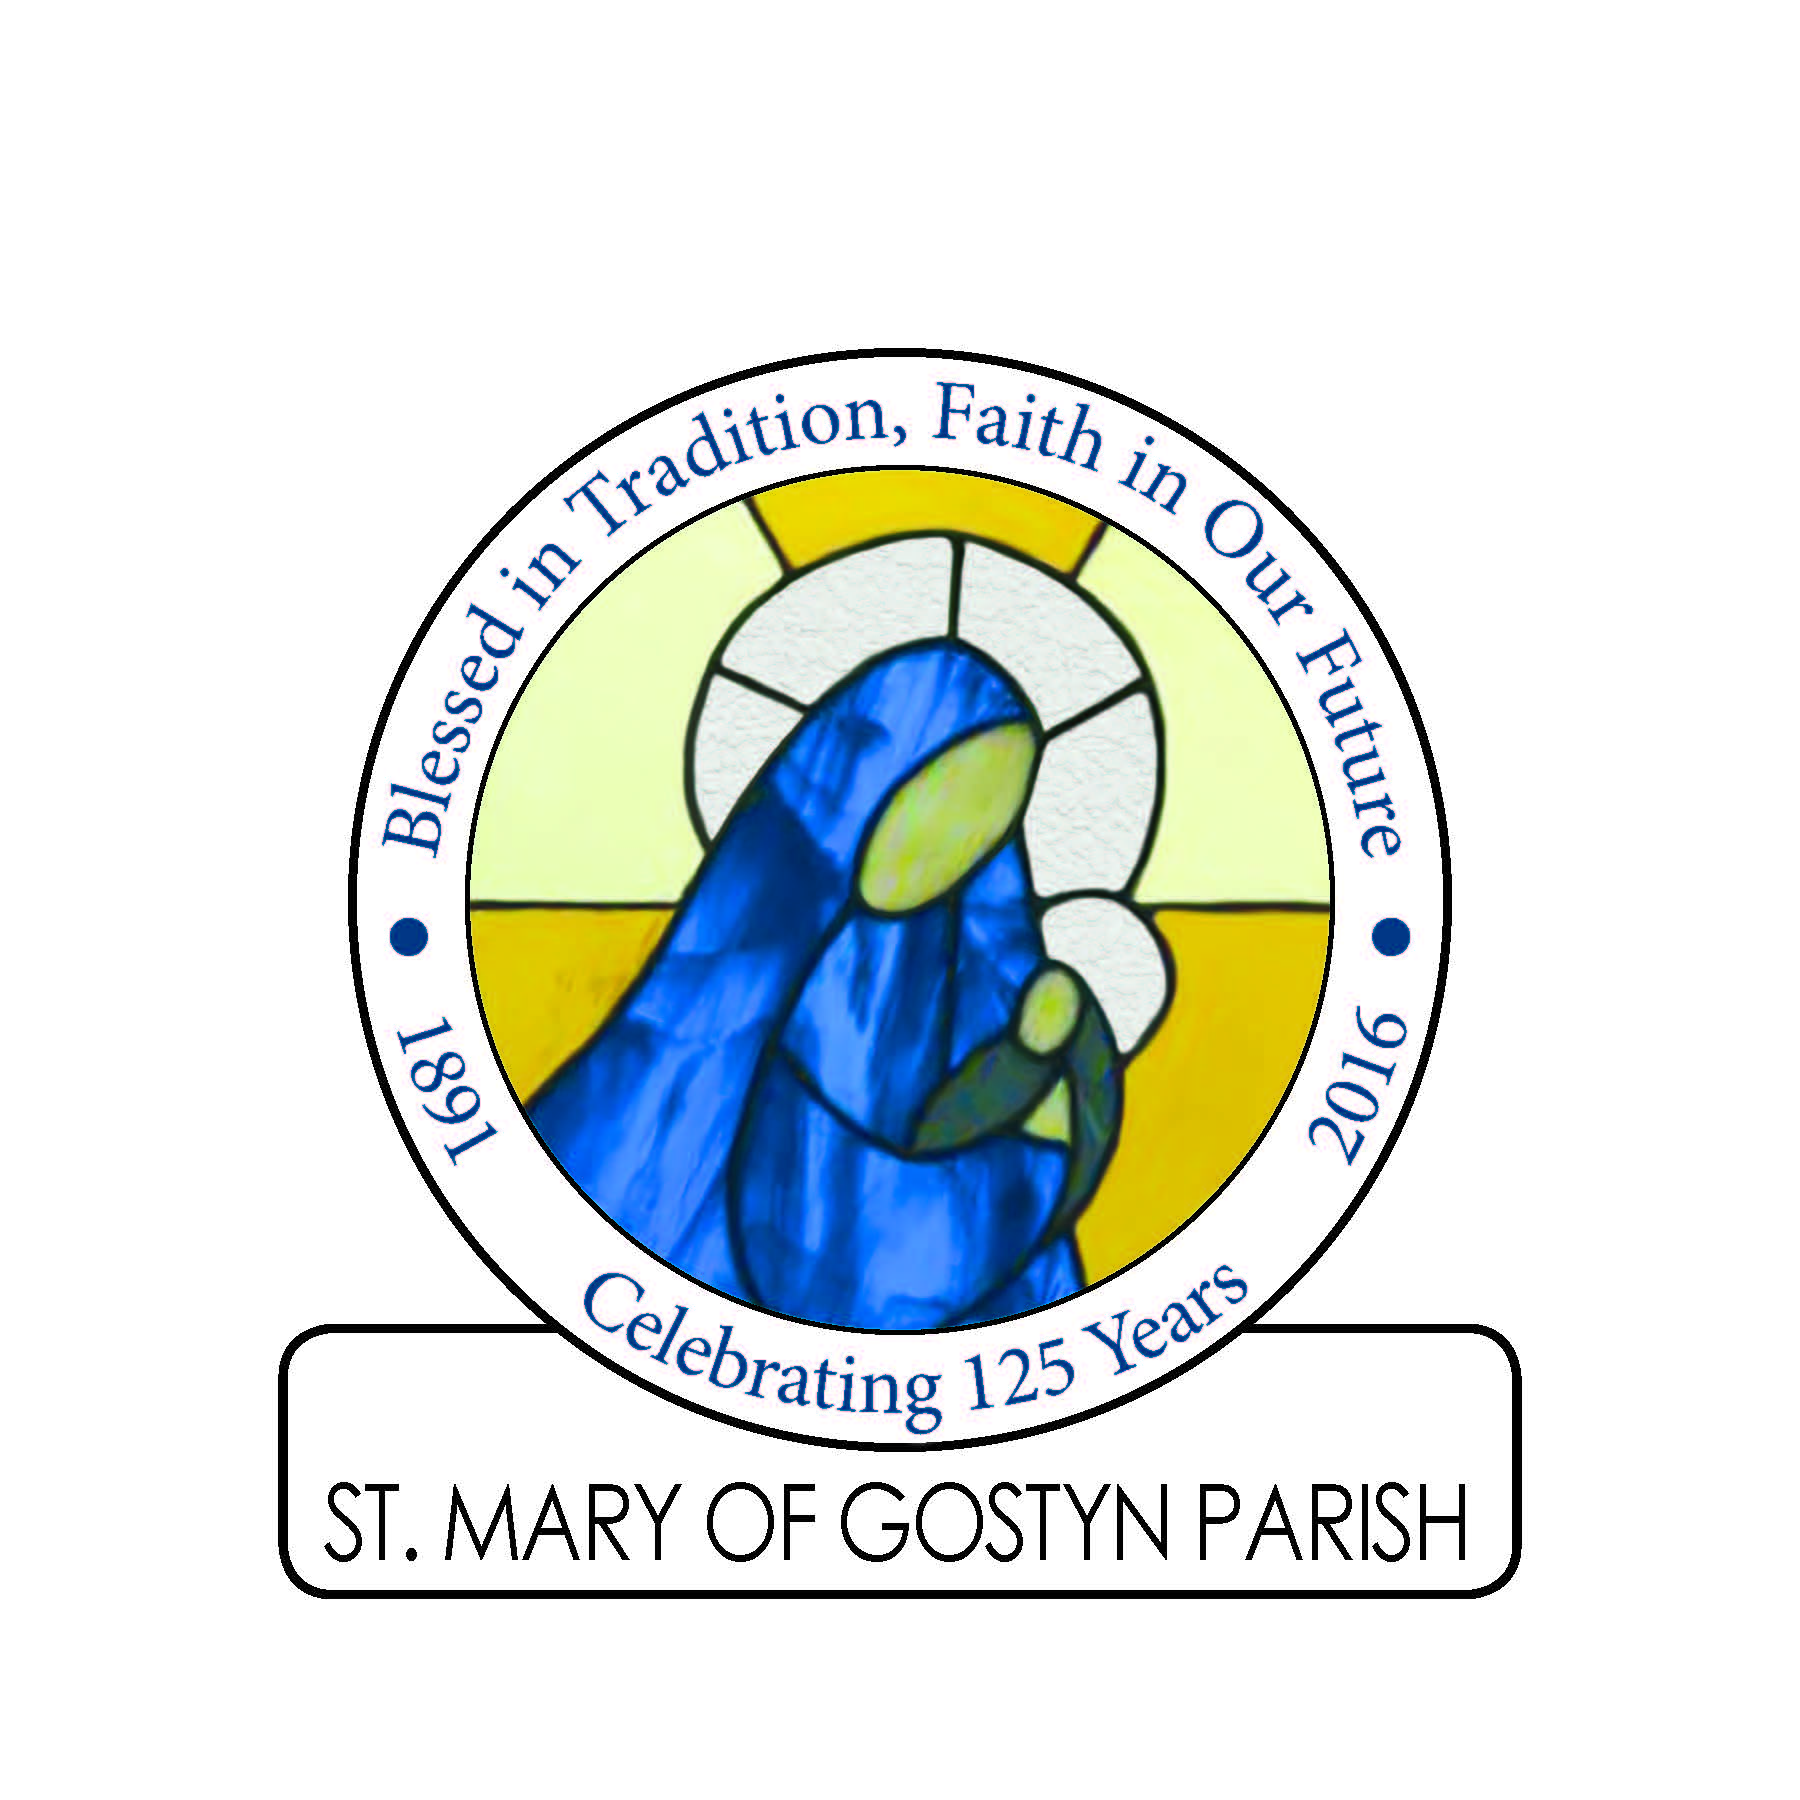 Blessed in Tradition, Faith in Our Future
1891
2016
Celebrating 125 Years
ST. MARY OF GOSTYN PARISH